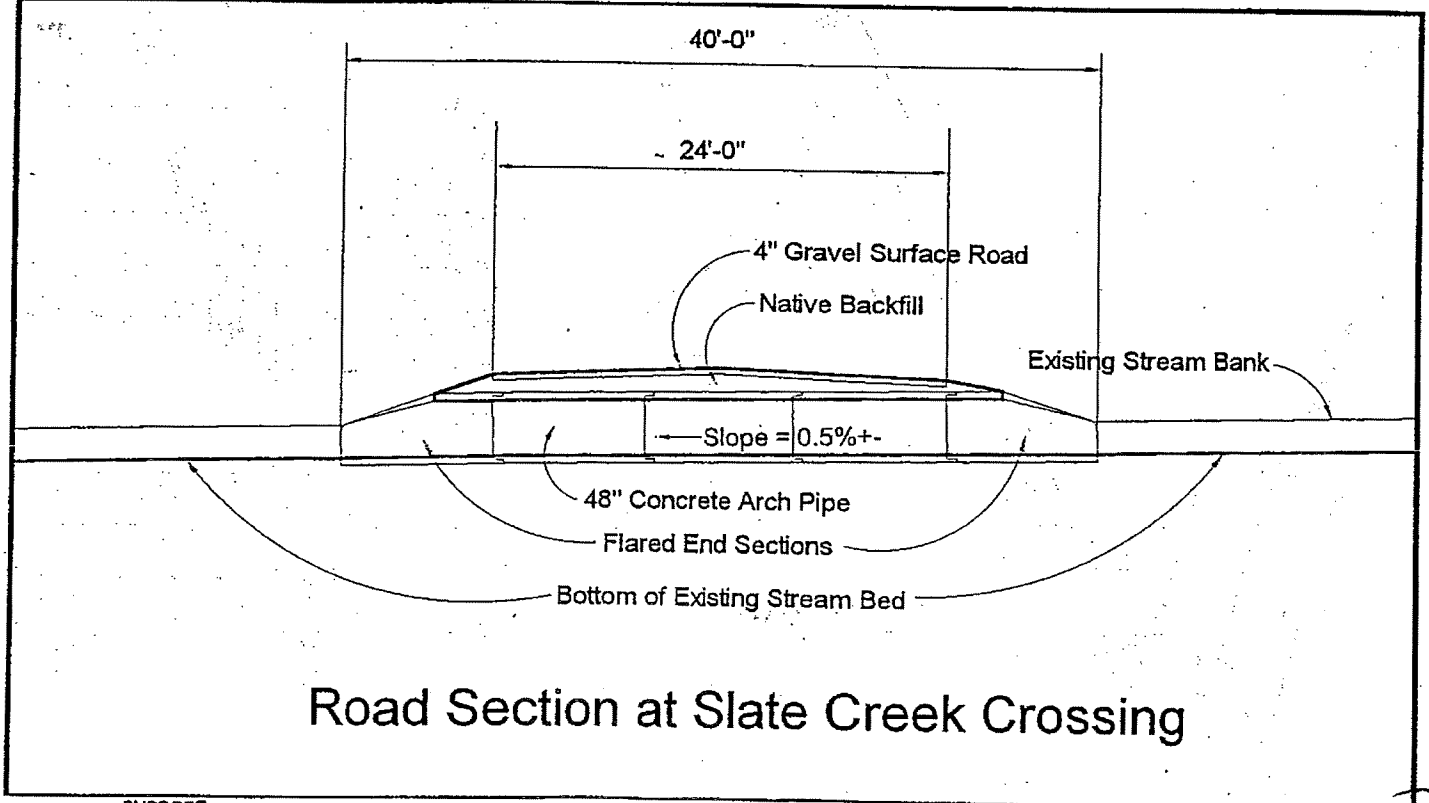 40'-0"
24'-0"
4" Gravel Surface Road
Native Backfill
Existing Stream Bank
Slope = 0.5%+-
48" Concrete Arch Pipe
Flared End Sections
Bottom of Existing Stream Bed
Road Section at Slate Creek Crossing